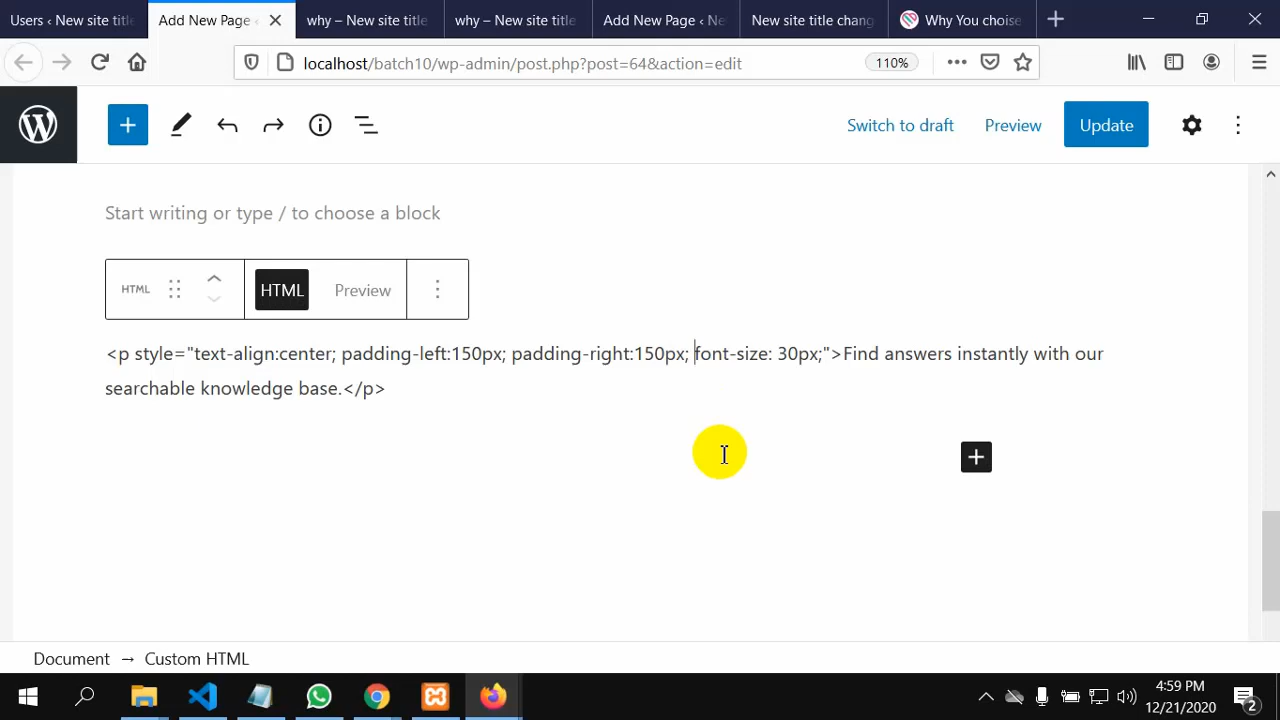 Users ‹ New site titl
Add New Page ‹
why – New site title
why – New site title
Add New Page ‹ Ne
New site title chang
Why You choise
localhost/batch10/wp-admin/post.php?post=64&action=edit
110%
Switch to draft
Preview
Update
Start writing or type / to choose a block
HTML
HTML
Preview
<p style="text-align:center; padding-left:150px; padding-right:150px; font-size: 30px;">Find answers instantly with our
searchable knowledge base.</p>
Document → Custom HTML
4:59 PM
12/21/2020
2